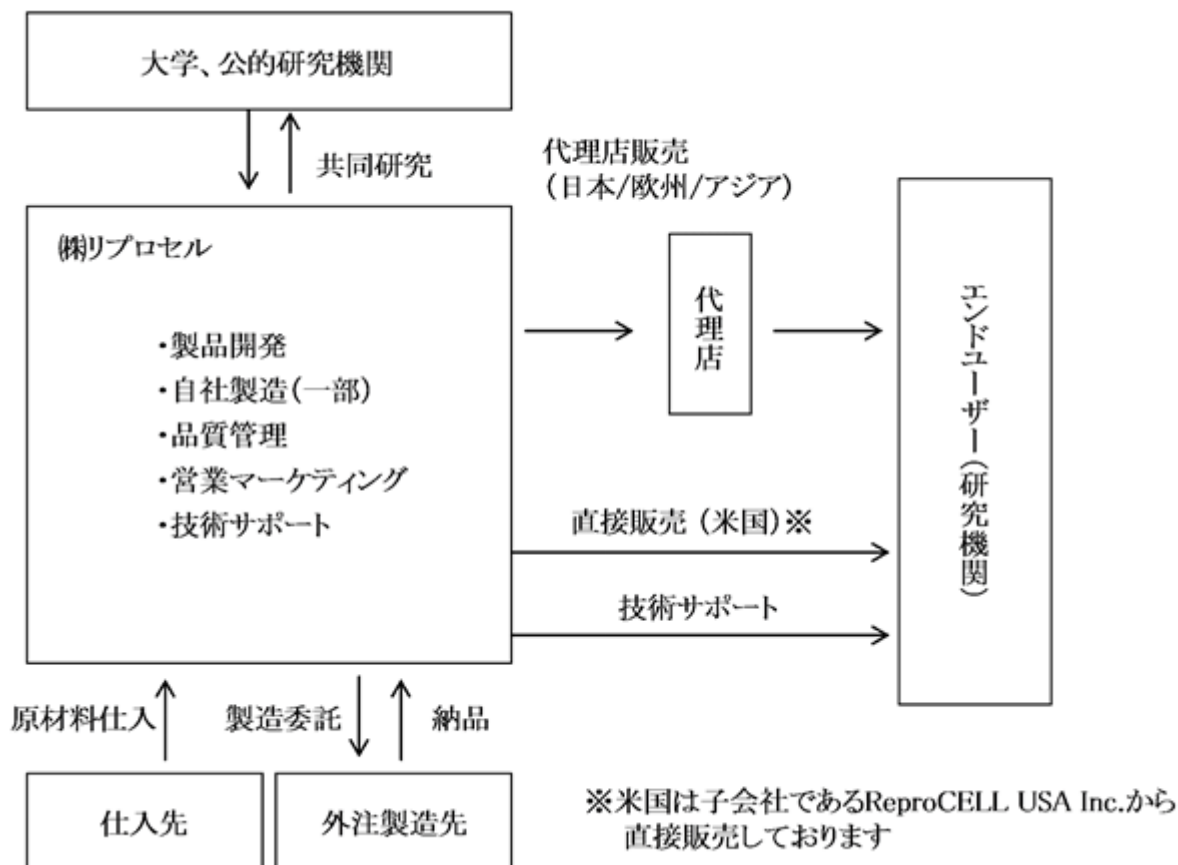 大学、公的研究機関
共同研究
代理店販売
（日本/欧州/アジア）
㈱リプロセル
・製品開発
・自社製造（一部）
・品質管理
・営業マーケティング
・技術サポート
代理店
エンドユーザー（研究機関）
直接販売（米国）※
技術サポート
原材料仕入
製造委託
納品
仕入先
外注製造先
※米国は子会社であるReproCELL USA Inc.から
直接販売しております